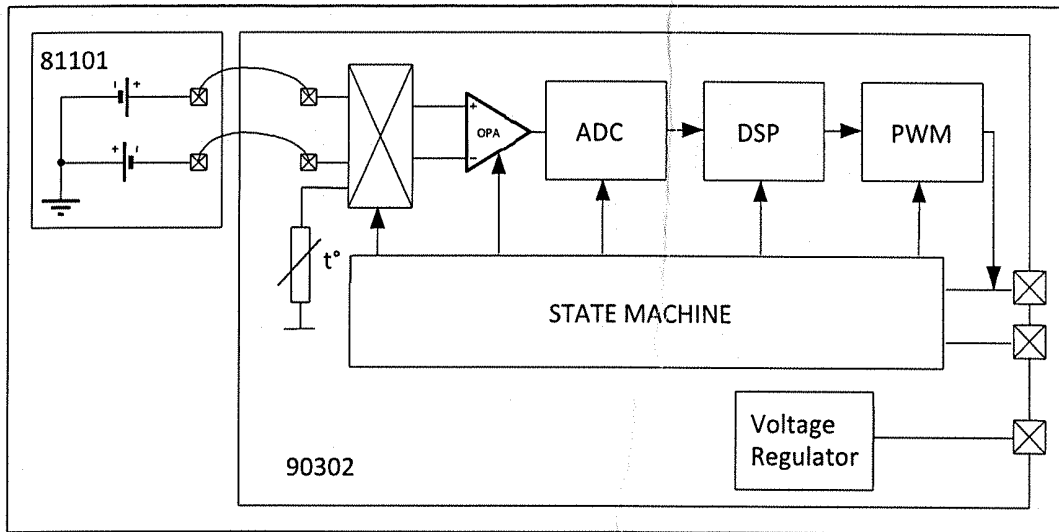 81101
+
+
OPA
+
-
ADC
DSP
PWM
t°
STATE MACHINE
Voltage
Regulator
90302